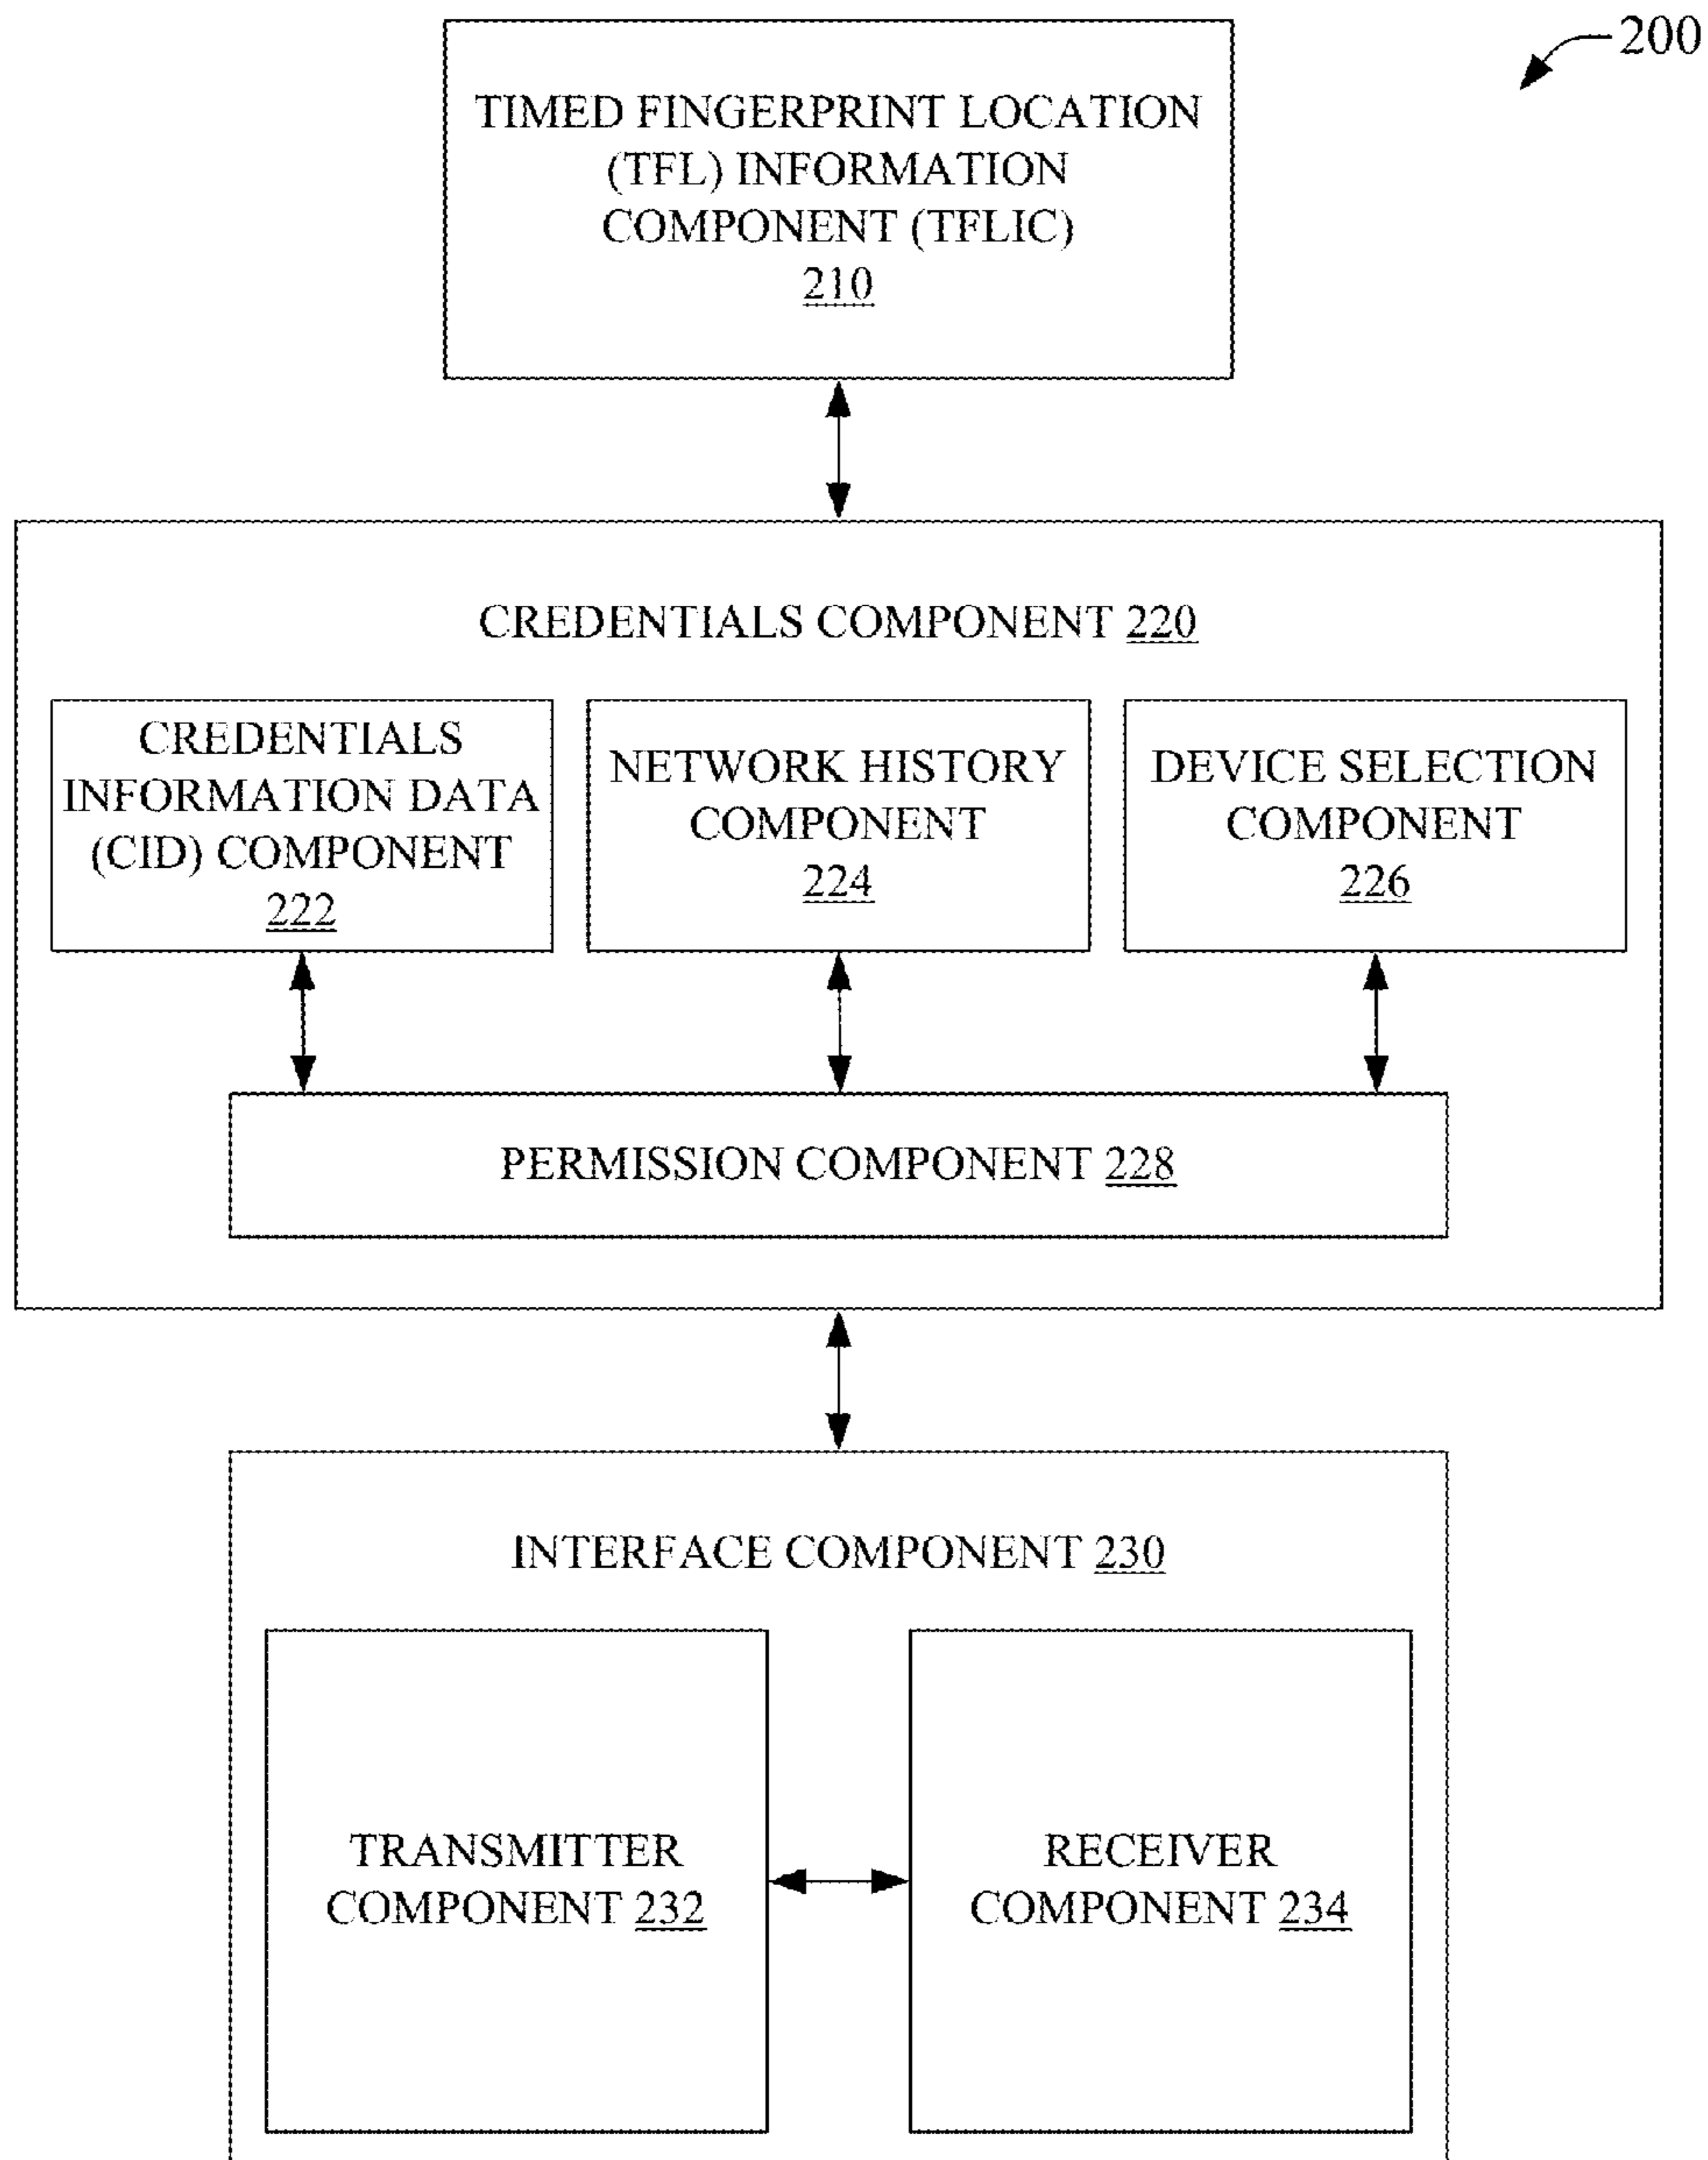 200
TIMED FINGERPRINT LOCATION
(TFL) INFORMATION
COMPONENT (TFLIC)
210
CREDENTIALS COMPONENT 220
CREDENTIALS
INFORMATION DATA
(CID) COMPONENT
222
NETWORK HISTORY
COMPONENT
224
DEVICE SELECTION
COMPONENT
226
PERMISSION COMPONENT 228
INTERFACE COMPONENT 230
TRANSMITTER
COMPONENT 232
RECEIVER
COMPONENT 234